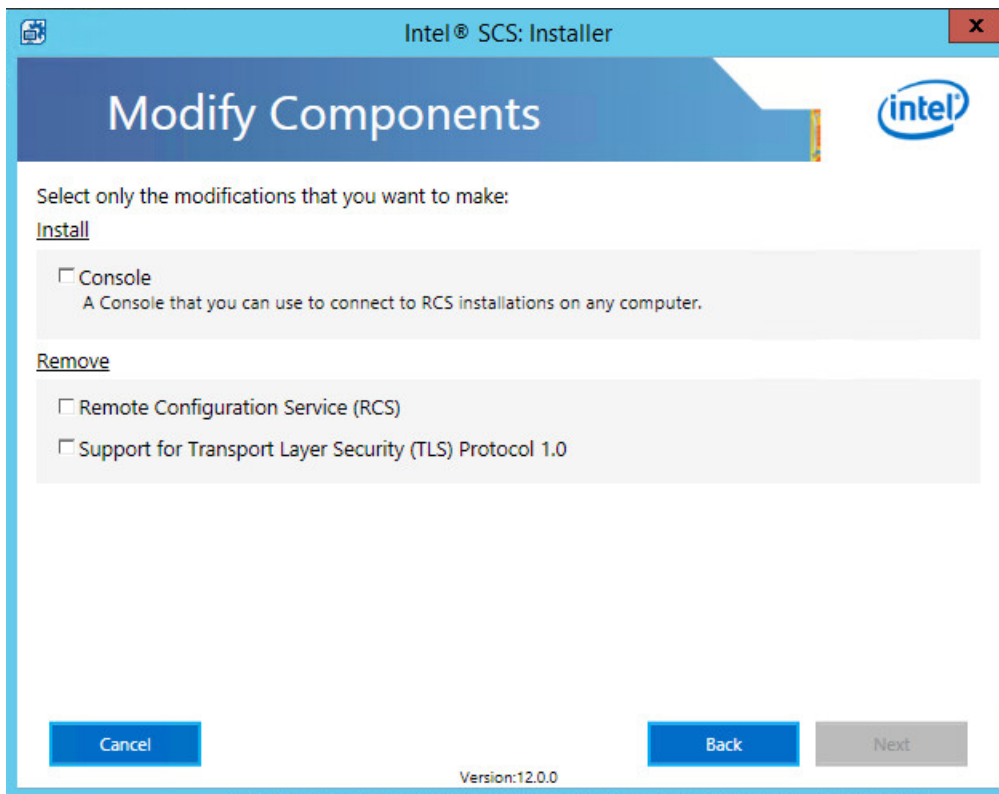 Intel® SCS: Installer
x
Modify Components
intel®
Select only the modifications that you want to make:
Install
Console
A Console that you can use to connect to RCS installations on any computer.
Remove
Remote Configuration Service (RCS)
Support for Transport Layer Security (TLS) Protocol 1.0
Cancel
Back
Next
Version:12.0.0